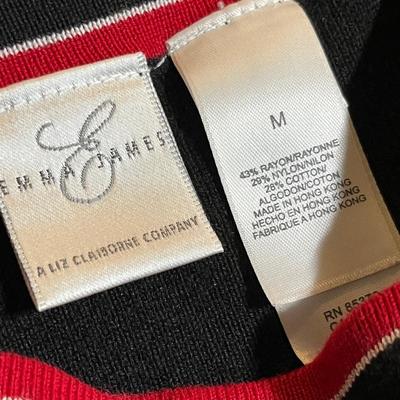 E
EMMA JAMES
A LIZ CLAIBORNE COMPANY
M
43% RAYON/RAYONNE
29% NYLON/NILON
28% COTTON/
ALGODON/COTON
MADE IN HONG KONG
HECHO EN HONG KONG
FABRIQUE A HONG KONG